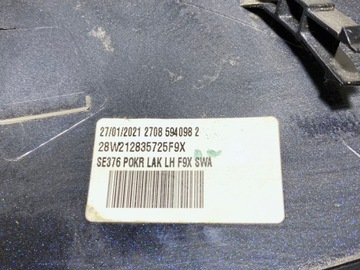 27/01/2021 2708 594098 2
28W212835725F9X
SE376 POKR LAK LH F9X SWA